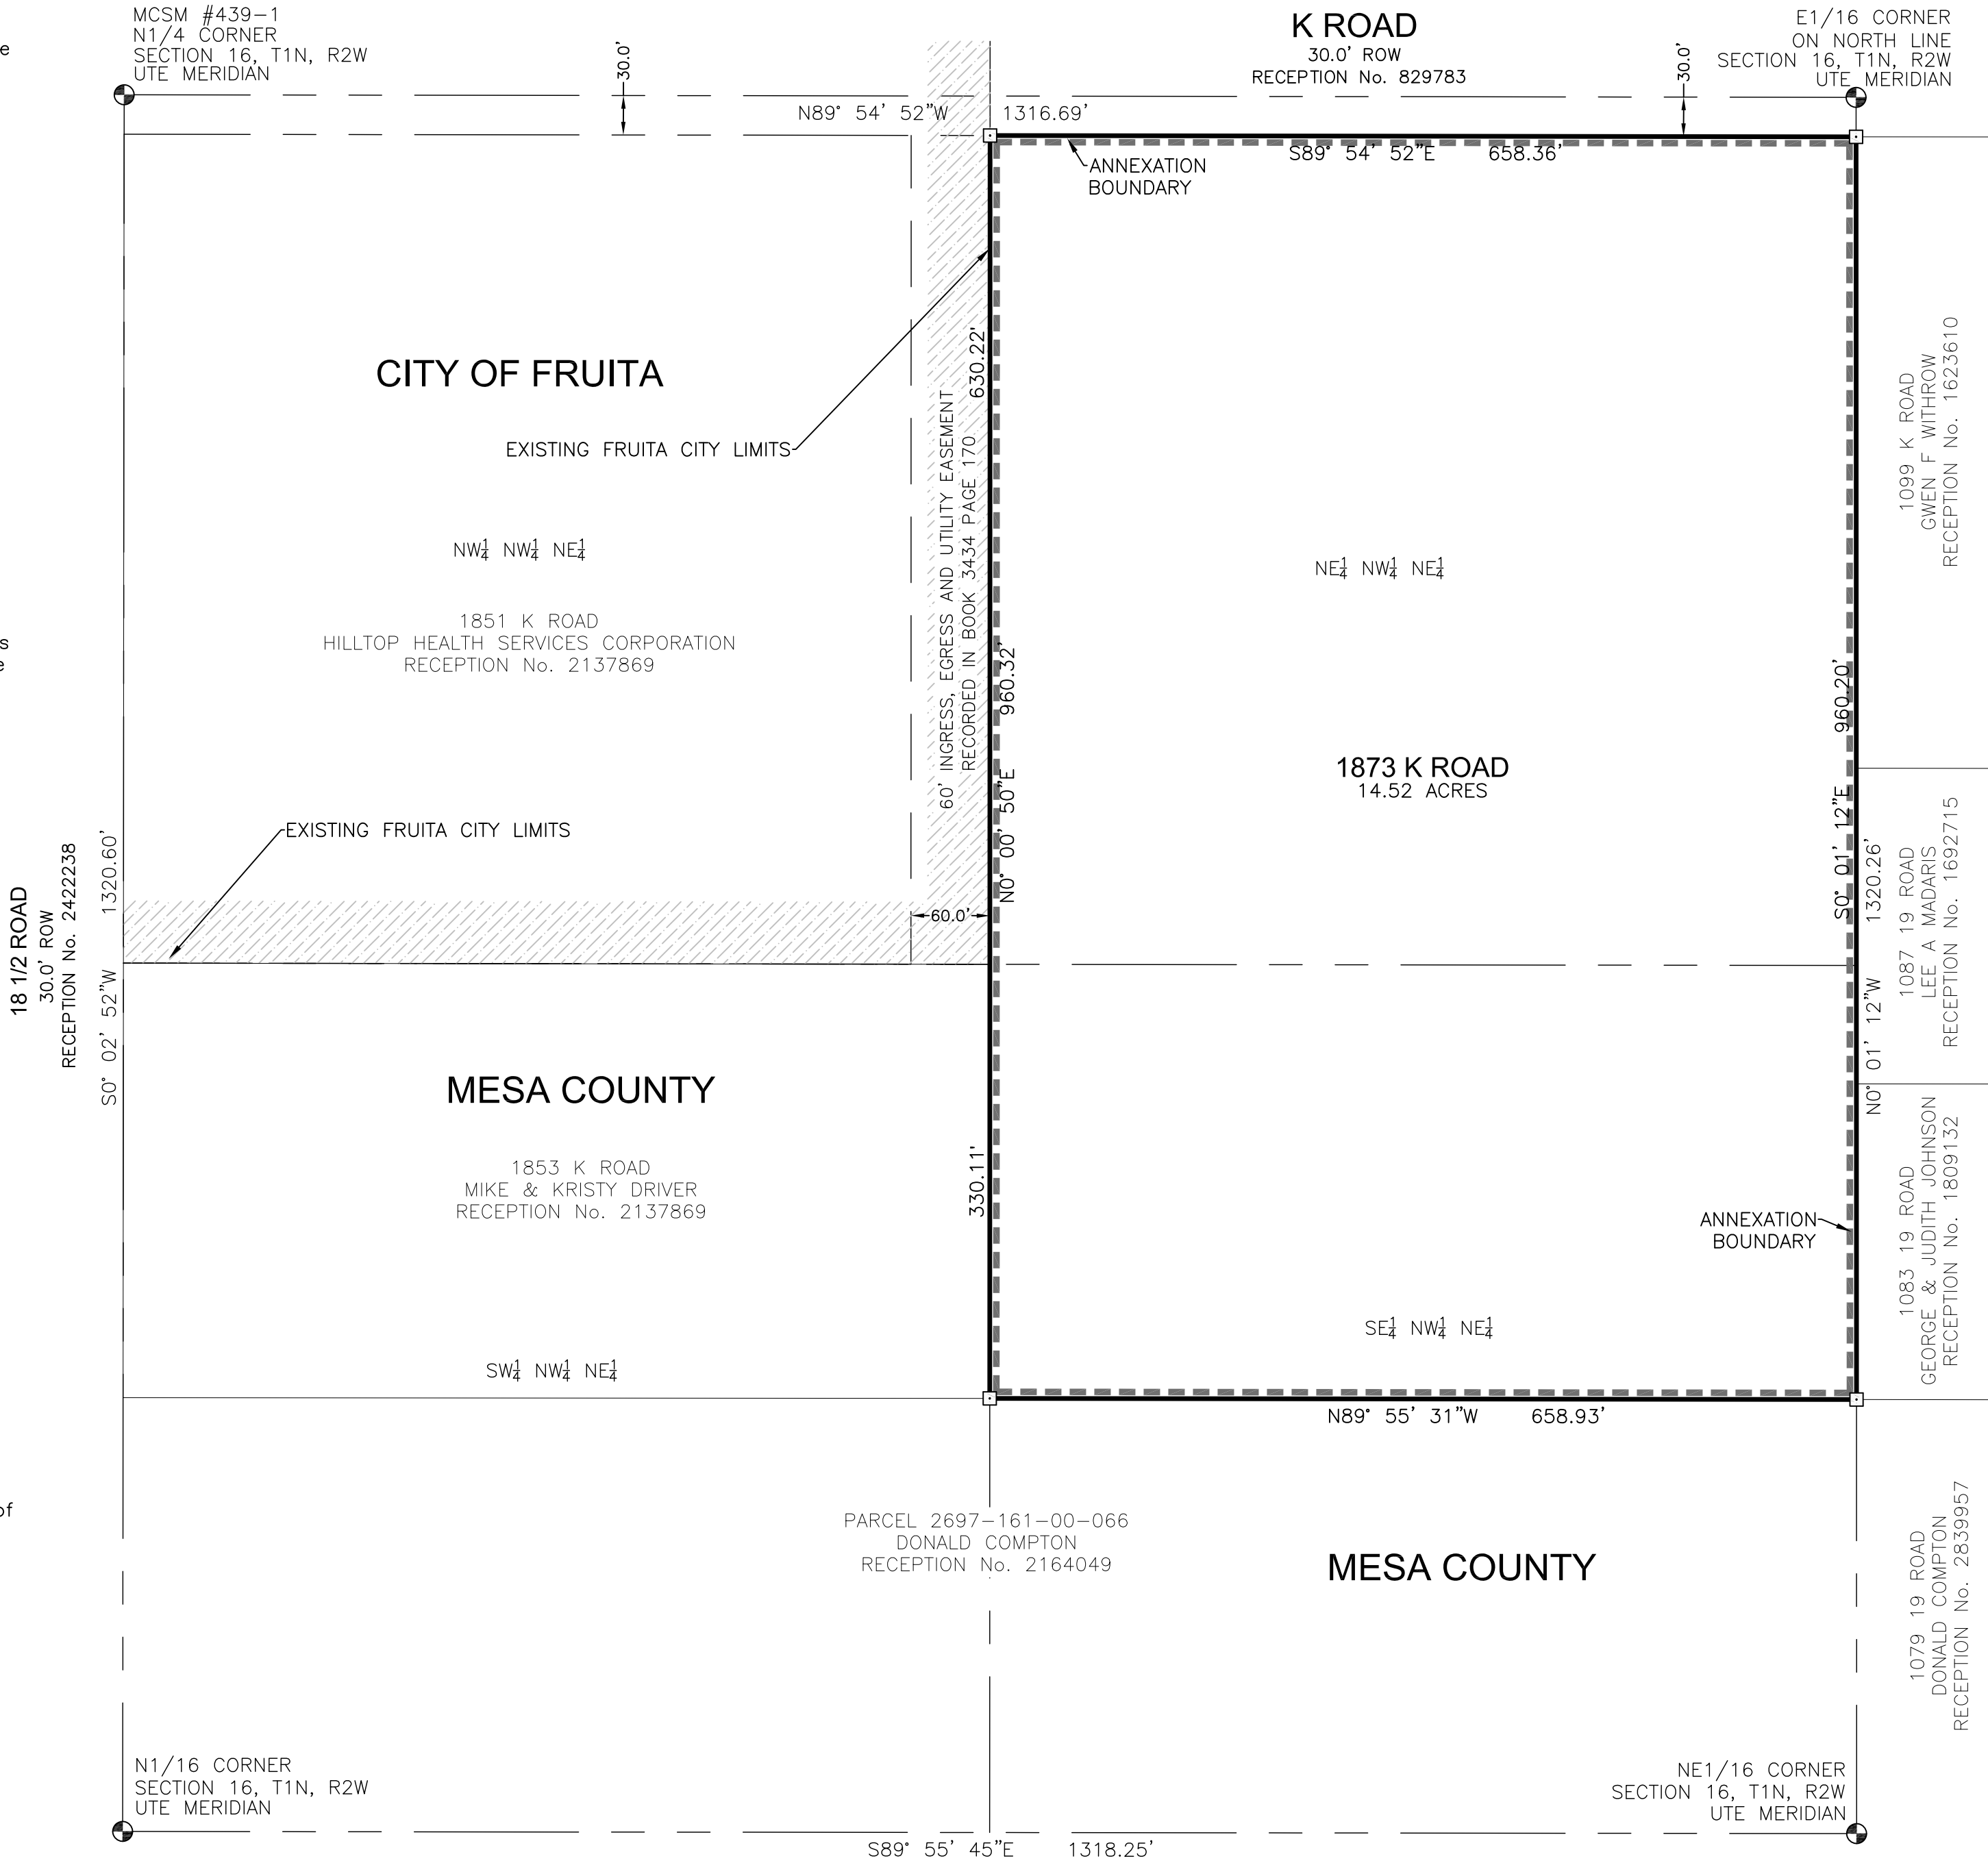 MCSM #439-1
N1/4 CORNER
SECTION 16, T1N, R2W
UTE MERIDIAN
K ROAD
30.0' ROW
RECEPTION No. 829783
E1/16 CORNER
ON NORTH LINE
SECTION 16, T1N, R2W
UTE MERIDIAN
e
30.0'
30.0'
N89° 54' 52"W 1316.69'
S89° 54' 52"E 658.36'
ANNEXATION
BOUNDARY
CITY OF FRUITA
EXISTING FRUITA CITY LIMITS
NW1/4 NW1/4 NE1/4
1851 K ROAD
HILLTOP HEALTH SERVICES CORPORATION
RECEPTION No. 2137869
s
e
60' INGRESS, EGRESS AND UTILITY EASEMENT
RECORDED IN BOOK 3434 PAGE 170
630.22'
N0° 00' 50"E 960.32'
NE1/4 NW1/4 NE1/4
1873 K ROAD
14.52 ACRES
S0° 01' 12"E 960.20'
N0° 01' 12"W 1320.26'
1099 K ROAD
GWEN F WITHROW
RECEPTION No. 1623610
1087 19 ROAD
LEE A MADARIS
RECEPTION No. 1692715
1083 19 ROAD
GEORGE & JUDITH JOHNSON
RECEPTION No. 1809132
EXISTING FRUITA CITY LIMITS
60.0'
18 1/2 ROAD
30.0' ROW
RECEPTION No. 2422238
S0° 02' 52"W 1320.60'
MESA COUNTY
1853 K ROAD
MIKE & KRISTY DRIVER
RECEPTION No. 2137869
330.11'
ANNEXATION
BOUNDARY
SW1/4 NW1/4 NE1/4
SE1/4 NW1/4 NE1/4
N89° 55' 31"W 658.93'
of
PARCEL 2697-161-00-066
DONALD COMPTON
RECEPTION No. 2164049
MESA COUNTY
1079 19 ROAD
DONALD COMPTON
RECEPTION No. 2839957
N1/16 CORNER
SECTION 16, T1N, R2W
UTE MERIDIAN
NE1/16 CORNER
SECTION 16, T1N, R2W
UTE MERIDIAN
S89° 55' 45"E 1318.25'